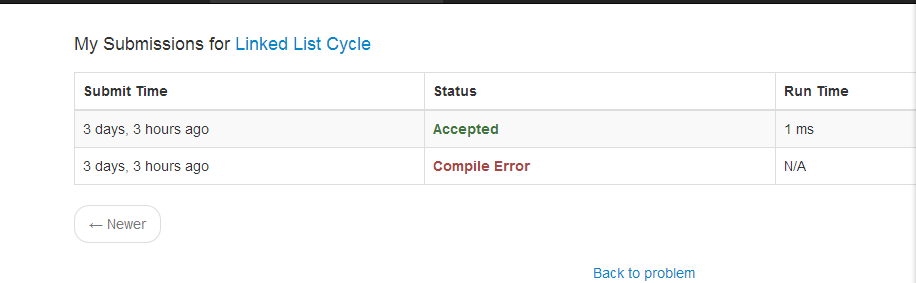 My Submissions for Linked List Cycle
Submit Time Status Run Time
3 days, 3 hours ago Accepted 1 ms
3 days, 3 hours ago Compile Error N/A
← Newer
Back to problem